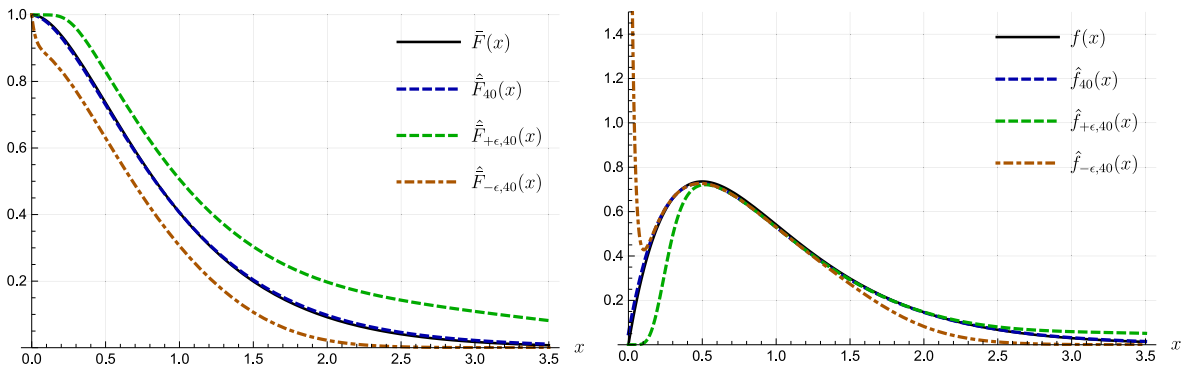 1.0
0.8
0.6
0.4
0.2
0.0 0.5 1.0 1.5 2.0 2.5 3.0 3.5 x
F̄(x)
F̄̂₄₀(x)
F̄̂₊ϵ,₄₀(x)
F̄̂₋ϵ,₄₀(x)
1.4
1.2
1.0
0.8
0.6
0.4
0.2
0.0 0.5 1.0 1.5 2.0 2.5 3.0 3.5 x
f(x)
f̂₄₀(x)
f̂₊ϵ,₄₀(x)
f̂₋ϵ,₄₀(x)